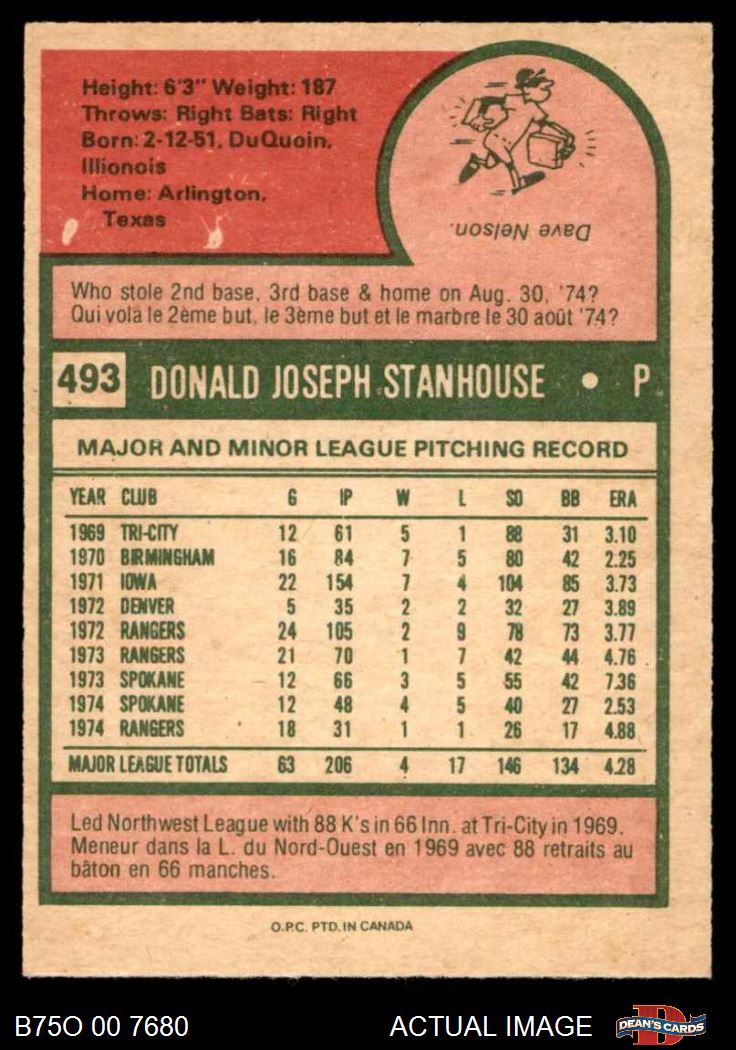 Height: 6'3" Weight: 187
Throws: Right Bats: Right
Born: 2-12-51, DuQuoin,
Illionois
Home: Arlington,
Texas
Dave Nelson.
Who stole 2nd base, 3rd base & home on Aug. 30, '74?
Qui vola le 2ème but, le 3ème but et le marbre le 30 août '74?
493 DONALD JOSEPH STANHOUSE • P
MAJOR AND MINOR LEAGUE PITCHING RECORD
YEAR CLUB G IP W L SO BB ERA
1969 TRI-CITY 12 61 5 1 88 31 3.10
1970 BIRMINGHAM 16 84 7 5 80 42 2.25
1971 IOWA 22 154 7 4 104 85 3.73
1972 DENVER 5 35 2 2 32 27 3.89
1972 RANGERS 24 105 2 9 78 73 3.77
1973 RANGERS 21 70 1 7 42 44 4.76
1973 SPOKANE 12 66 3 5 55 42 7.36
1974 SPOKANE 12 48 4 5 40 27 2.53
1974 RANGERS 18 31 1 1 26 17 4.88
MAJOR LEAGUE TOTALS 63 206 4 17 146 134 4.28
Led Northwest League with 88 K's in 66 Inn. at Tri-City in 1969.
Meneur dans la L. du Nord-Ouest en 1969 avec 88 retraits au
bâton en 66 manches.
O.P.C. PTD. IN CANADA
B75O 00 7680 ACTUAL IMAGE D DEAN'S CARDS